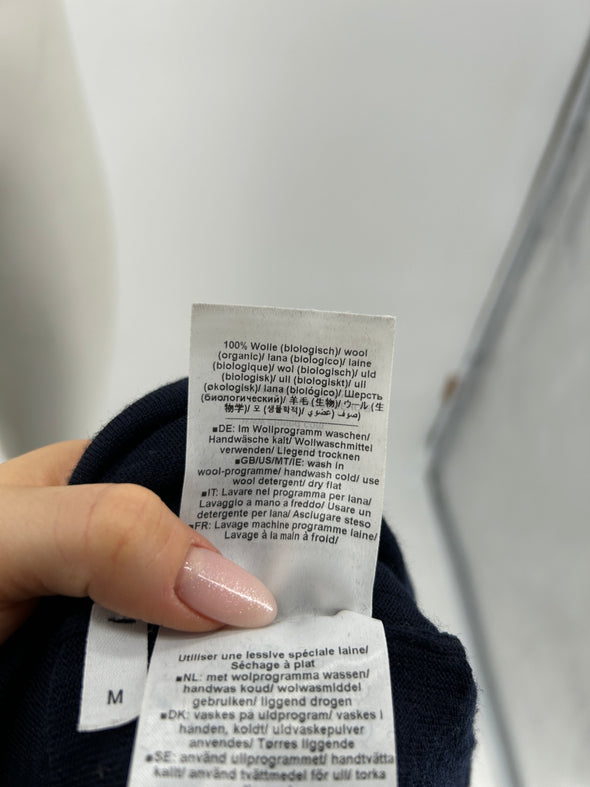 100% Wolle (biologisch)/ wool
(organic)/ lana (biologico)/ laine
(biologique)/ wol (biologisch)/ uld
(biologisk)/ ull (biologiskt)/ ull
(økologisk)/ lana (biológico)/ Шерсть
(биологический)/ 羊毛 (生物)/ ウール (生
物学)/ 모 (생물학적)/ صوف (عضوي)
■DE: Im Wollprogramm waschen/
Handwäsche kalt/ Wollwaschmittel
verwenden/ Liegend trocknen
■GB/US/MT/IE: wash in
wool-programme/ handwash cold/ use
wool detergent/ dry flat
■IT: Lavare nel programma per lana/
Lavaggio a mano a freddo/ Usare un
detergente per lana/ Asciugare steso
■FR: Lavage machine programme laine/
Lavage à la main à froid/
Utiliser une lessive spéciale laine/
Séchage à plat
■NL: met wolprogramma wassen/
handwas koud/ wolwasmiddel
gebruiken/ liggend drogen
■DK: vaskes på uldprogram/ vaskes i
hånden, koldt/ uldvaskepulver
anvendes/ Tørres liggende
■SE: använd ullprogrammet/ handtvätta
kallt/ använd tvättmedel för ull/ torka
M